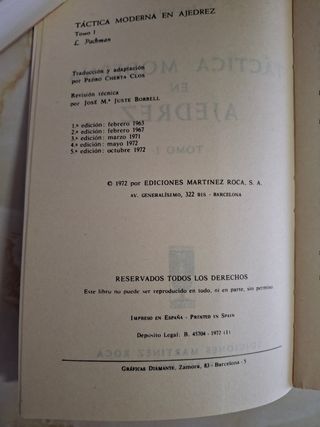 TÁCTICA MODERNA EN AJEDREZ
Tomo I
L. Pachman
Traducción y adaptación
por PEDRO CHERTA CLOS
Revisión técnica
por JOSÉ M.ª JUSTE BORRELL
1.ª edición: febrero 1965
2.ª edición: febrero 1967
3.ª edición: marzo 1971
4.ª edición: mayo 1972
5.ª edición: octubre 1972
© 1972 por EDICIONES MARTINEZ ROCA, S. A.
AV. GENERALÍSIMO, 322 BIS - BARCELONA
RESERVADOS TODOS LOS DERECHOS
Este libro no puede ser reproducido en todo, ni en parte, sin permiso
IMPRESO EN ESPAÑA - PRINTED IN SPAIN
Depósito Legal: B. 45704 - 1972 (I)
GRÁFICAS DIAMANTE, Zamora, 83 - Barcelona - 5